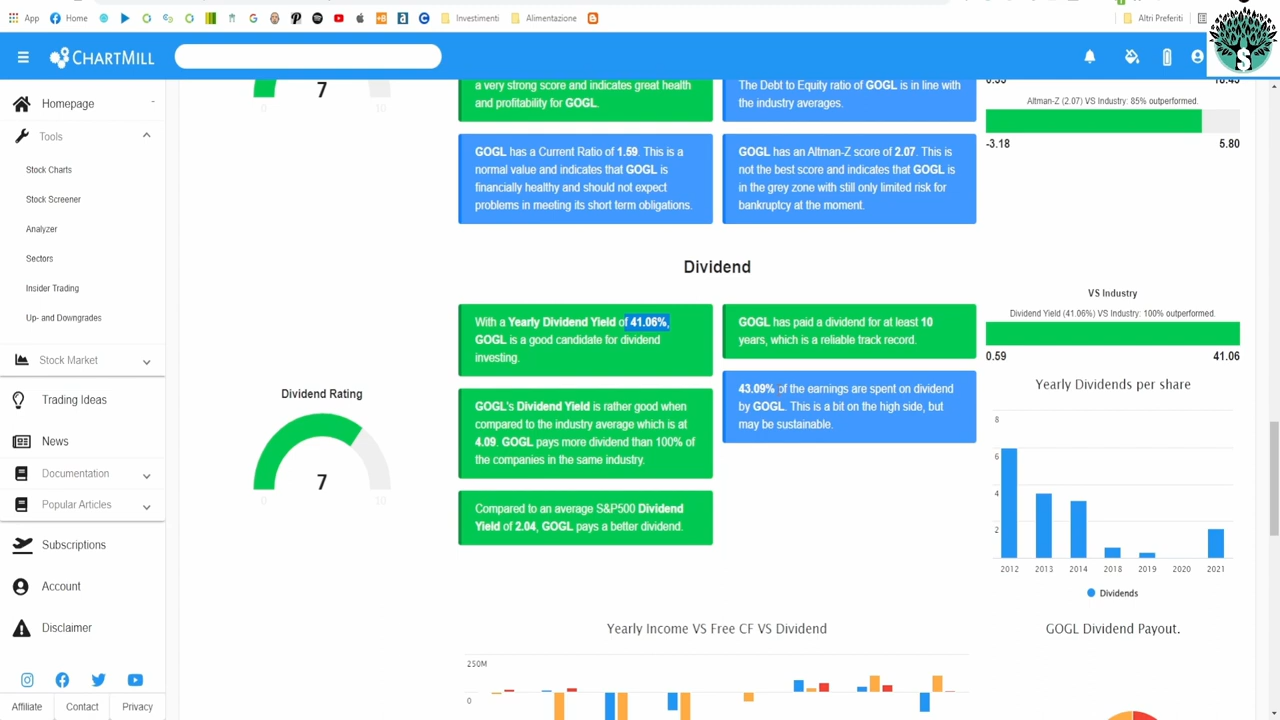 App
Home
Investimenti
Alimentazione
Altri Preferiti
CHARTMILL
S
Homepage
Tools
Stock Charts
Stock Screener
Analyzer
Sectors
Insider Trading
Up- and Downgrades
Stock Market
Trading Ideas
News
Documentation
Popular Articles
Subscriptions
Account
Disclaimer
Affiliate
Contact
Privacy
7
0
10
a very strong score and indicates great health
and profitability for GOGL.
The Debt to Equity ratio of GOGL is in line with
the industry averages.
Altman-Z (2.07) VS Industry: 85% outperformed.
-3.18
5.80
GOGL has a Current Ratio of 1.59. This is a
normal value and indicates that GOGL is
financially healthy and should not expect
problems in meeting its short term obligations.
GOGL has an Altman-Z score of 2.07. This is
not the best score and indicates that GOGL is
in the grey zone with still only limited risk for
bankruptcy at the moment.
Dividend
Dividend Rating
7
0
10
With a Yearly Dividend Yield of 41.06%,
GOGL is a good candidate for dividend
investing.
GOGL's Dividend Yield is rather good when
compared to the industry average which is at
4.09. GOGL pays more dividend than 100% of
the companies in the same industry.
Compared to an average S&P500 Dividend
Yield of 2.04, GOGL pays a better dividend.
GOGL has paid a dividend for at least 10
years, which is a reliable track record.
43.09% of the earnings are spent on dividend
by GOGL. This is a bit on the high side, but
may be sustainable.
VS Industry
Dividend Yield (41.06%) VS Industry: 100% outperformed.
0.59
41.06
Yearly Dividends per share
8
6
4
2
2012
2013
2014
2018
2019
2020
2021
Dividends
Yearly Income VS Free CF VS Dividend
250M
0
GOGL Dividend Payout.